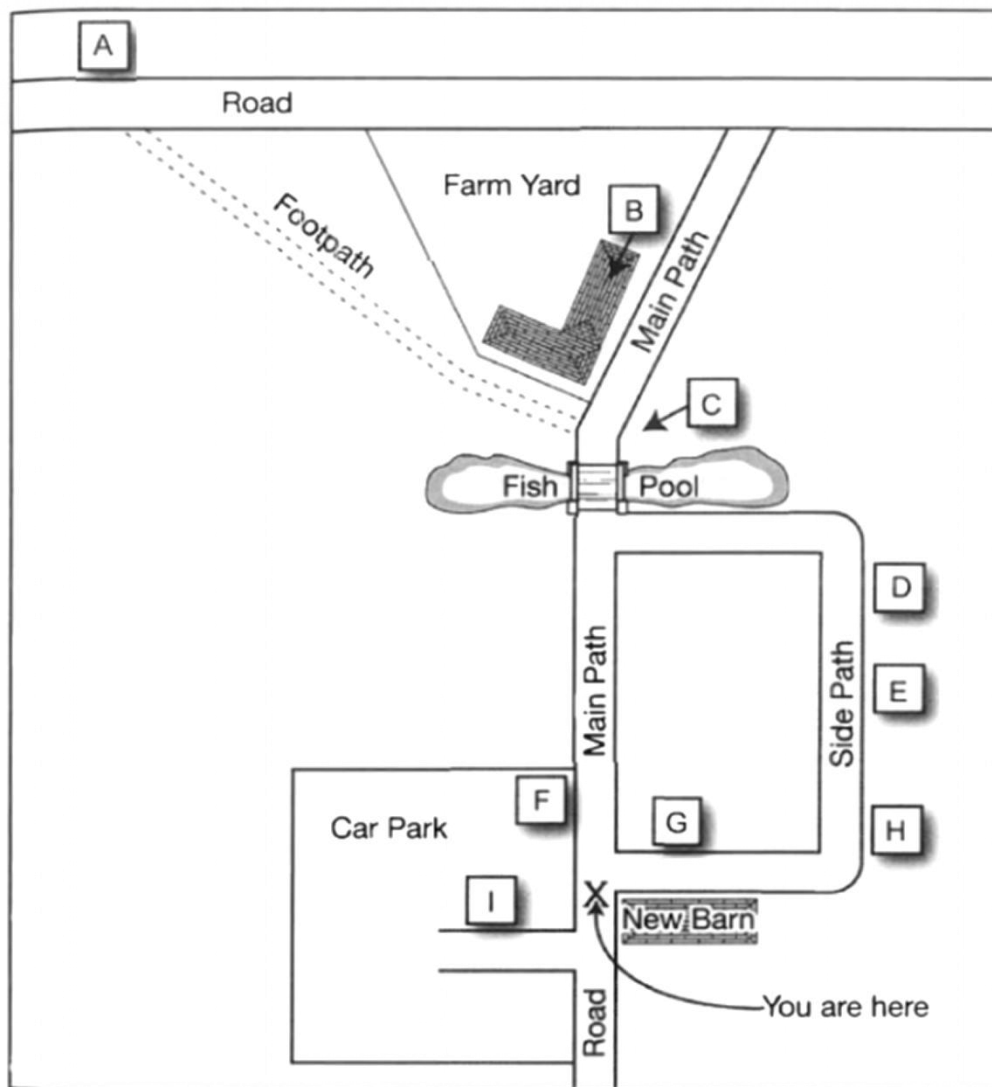 A
Road
Farm Yard
B
Footpath
Main Path
C
Fish Pool
D
Main Path
Side Path
E
F
G
H
Car Park
I
X
New Barn
You are here
Road